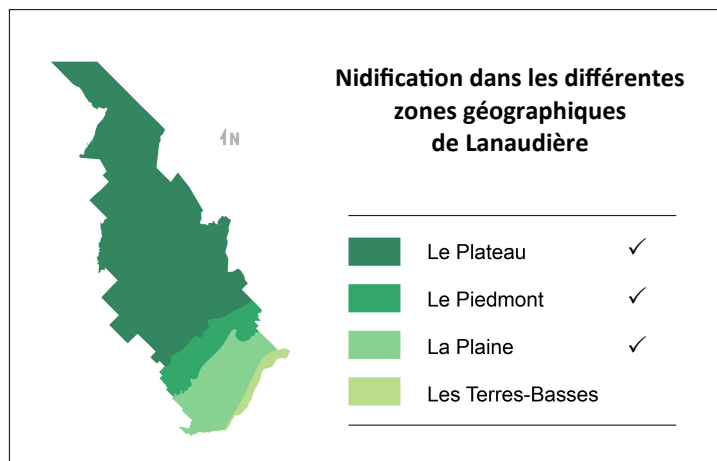 Nidification dans les différentes
zones géographiques
de Lanaudière
N
Le Plateau ✓
Le Piedmont ✓
La Plaine ✓
Les Terres-Basses